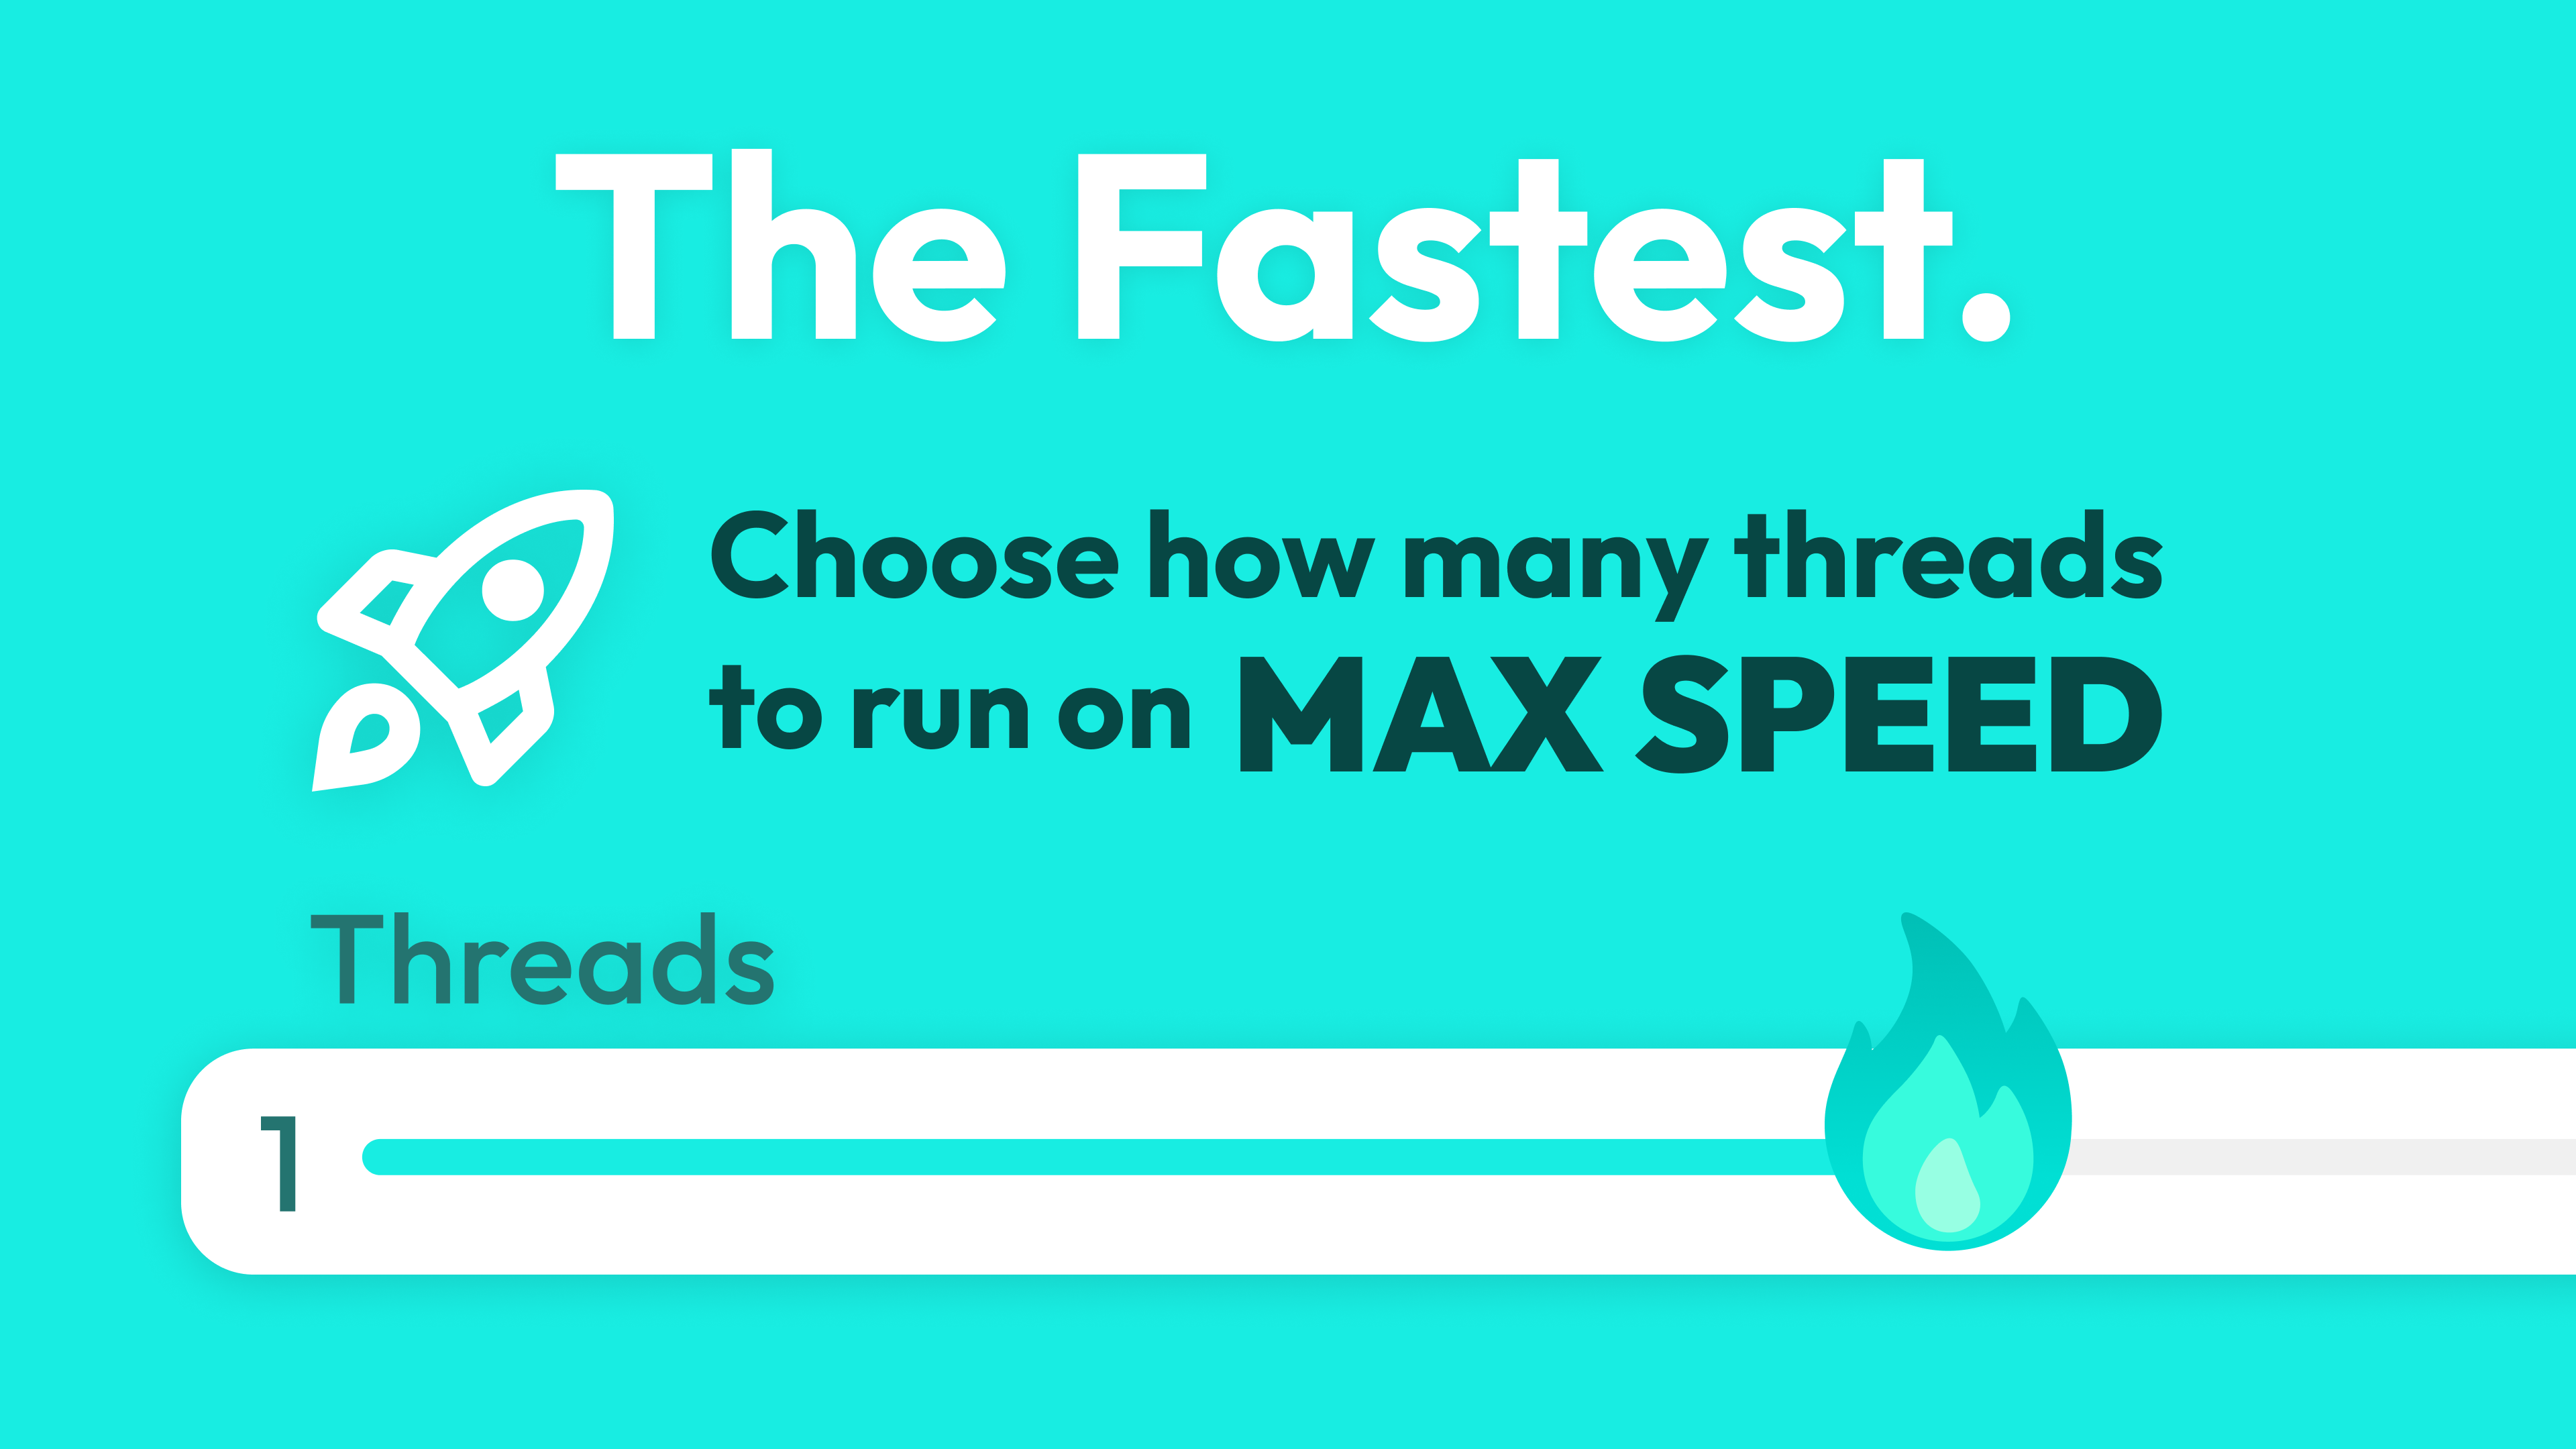 The Fastest.
Choose how many threads
to run on MAX SPEED
Threads
1